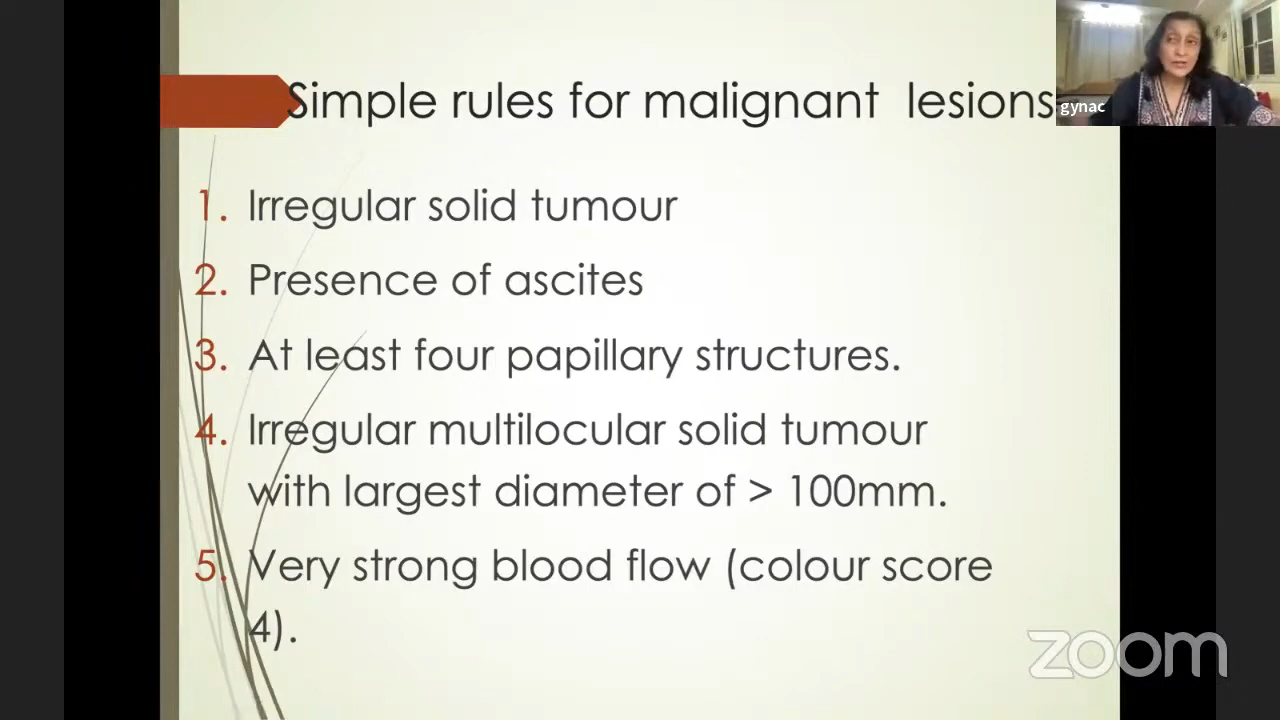 Simple rules for malignant lesions
gynac
1. Irregular solid tumour
2. Presence of ascites
3. At least four papillary structures.
4. Irregular multilocular solid tumour
with largest diameter of > 100mm.
5. Very strong blood flow (colour score
4).
zoom